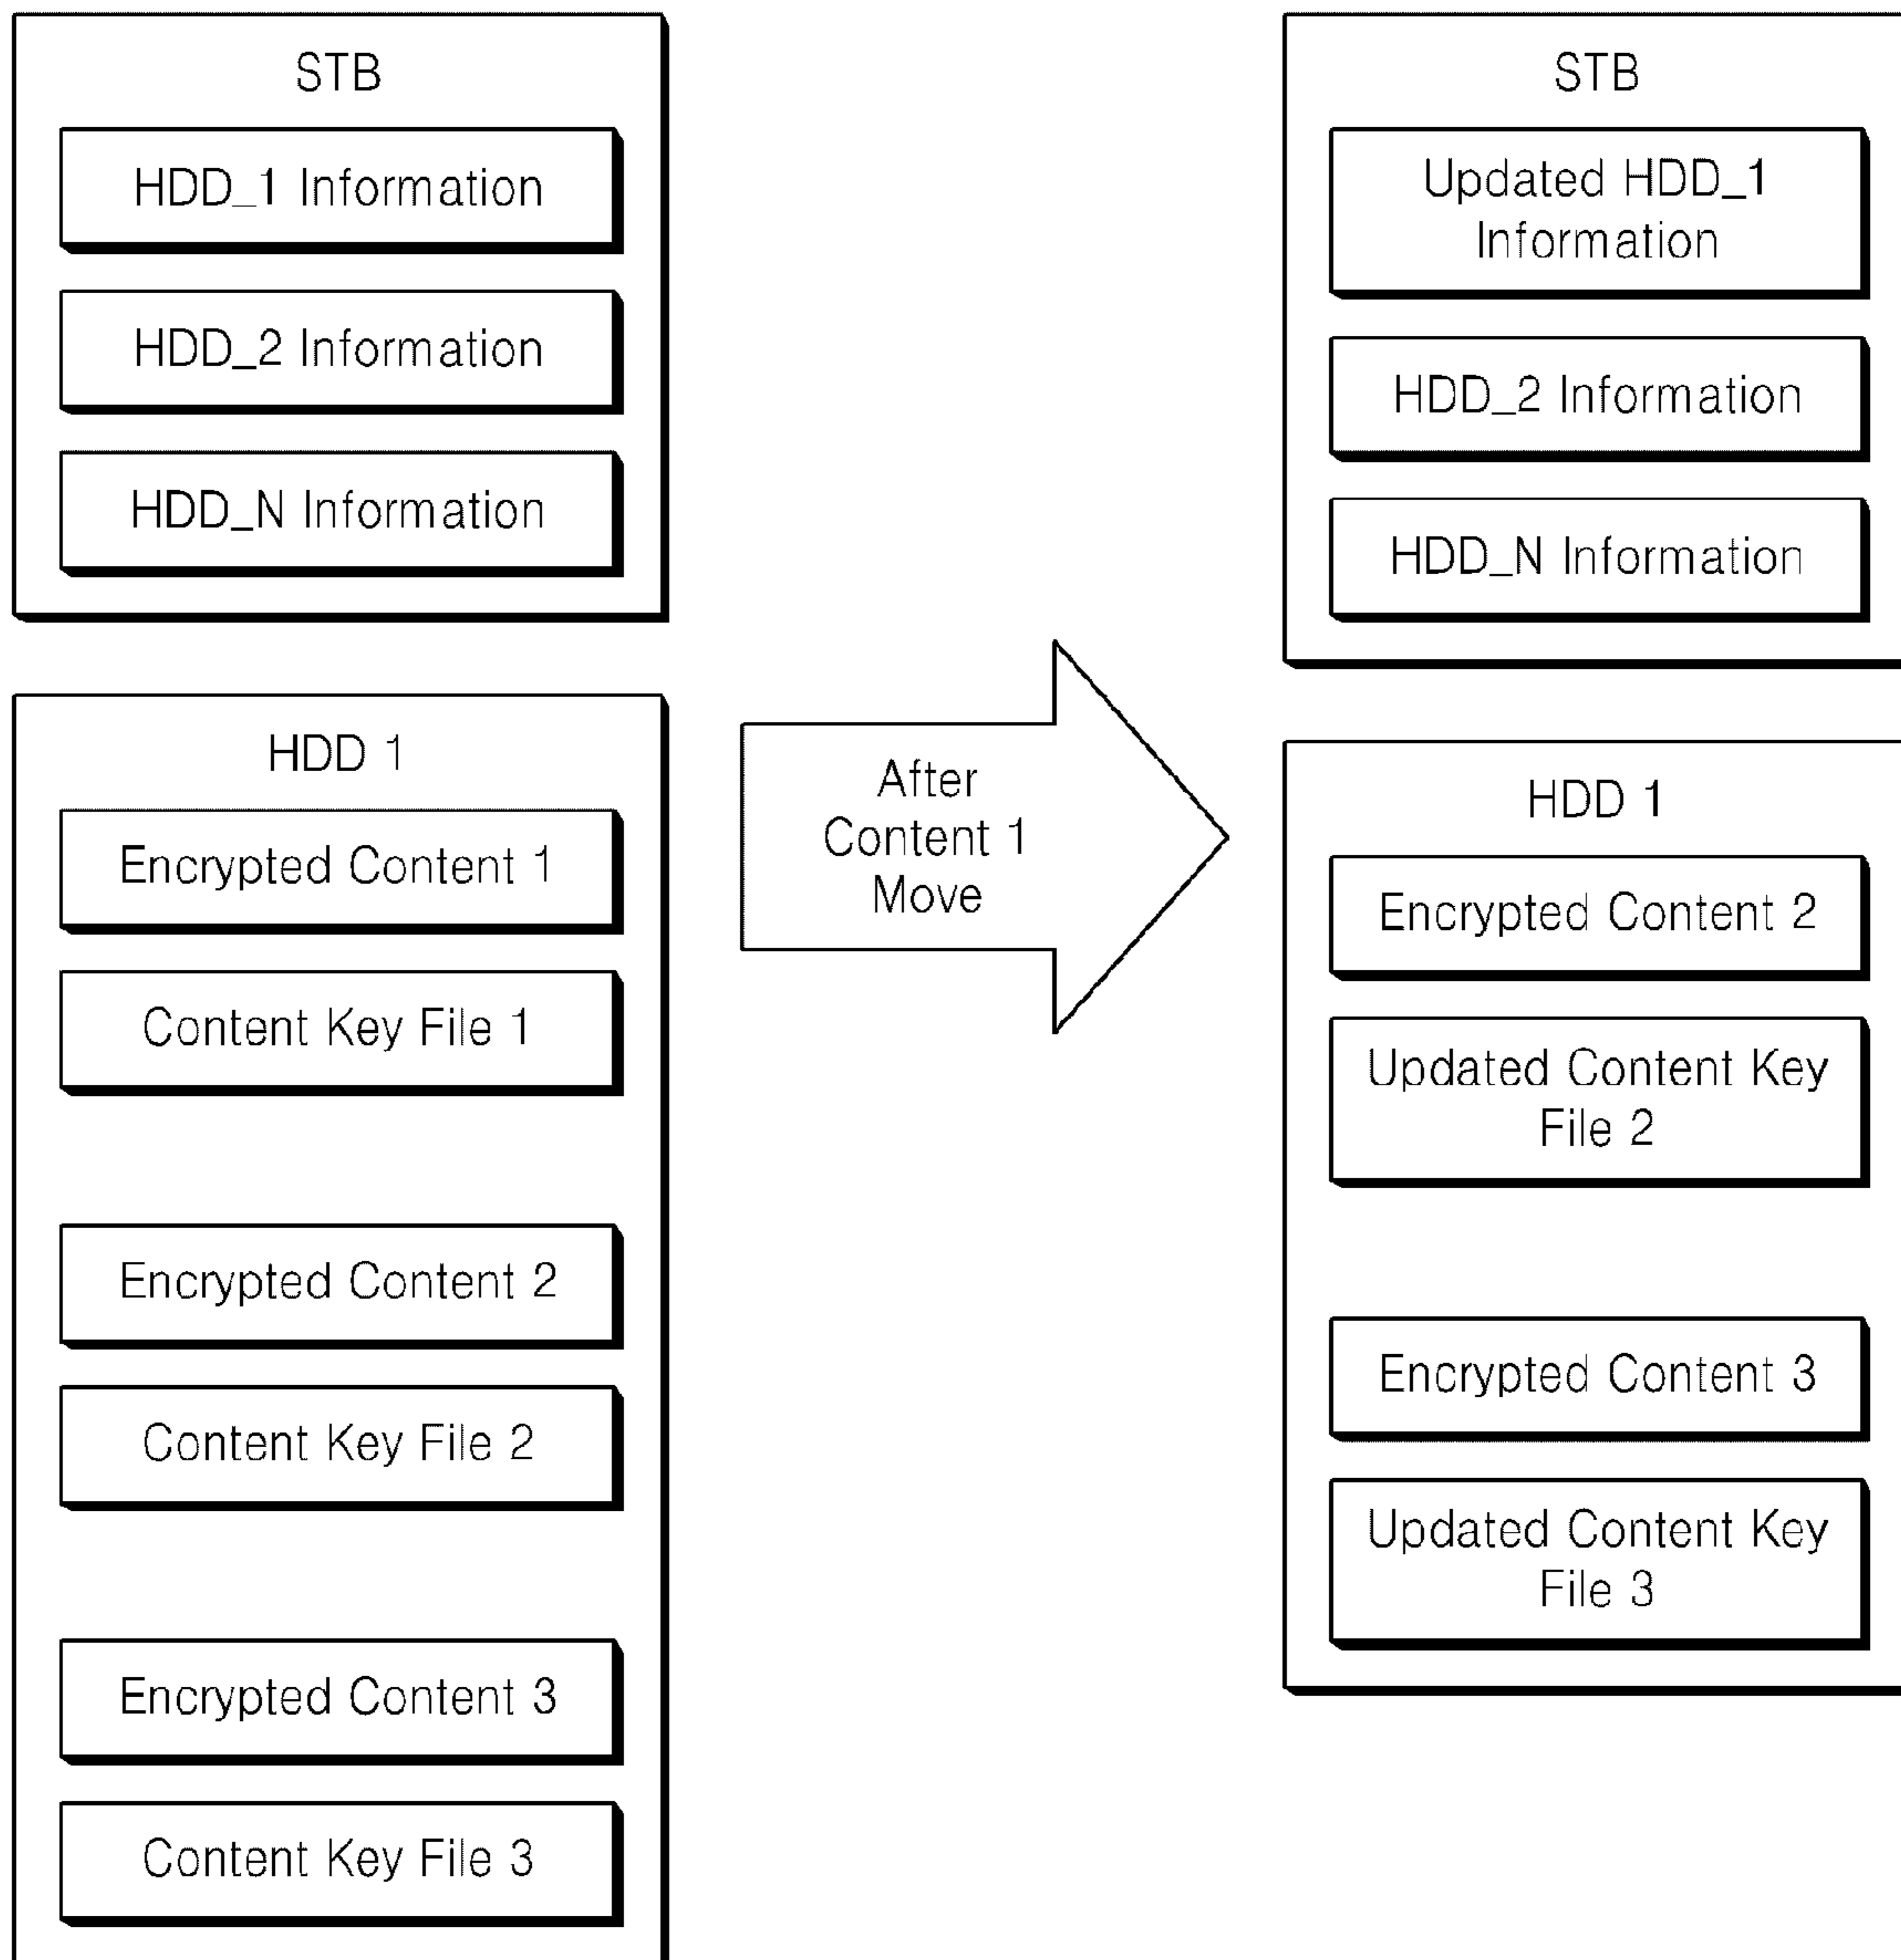 STB
HDD_1 Information
HDD_2 Information
HDD_N Information
HDD 1
Encrypted Content 1
Content Key File 1
Encrypted Content 2
Content Key File 2
Encrypted Content 3
Content Key File 3
After
Content 1
Move
STB
Updated HDD_1
Information
HDD_2 Information
HDD_N Information
HDD 1
Encrypted Content 2
Updated Content Key
File 2
Encrypted Content 3
Updated Content Key
File 3